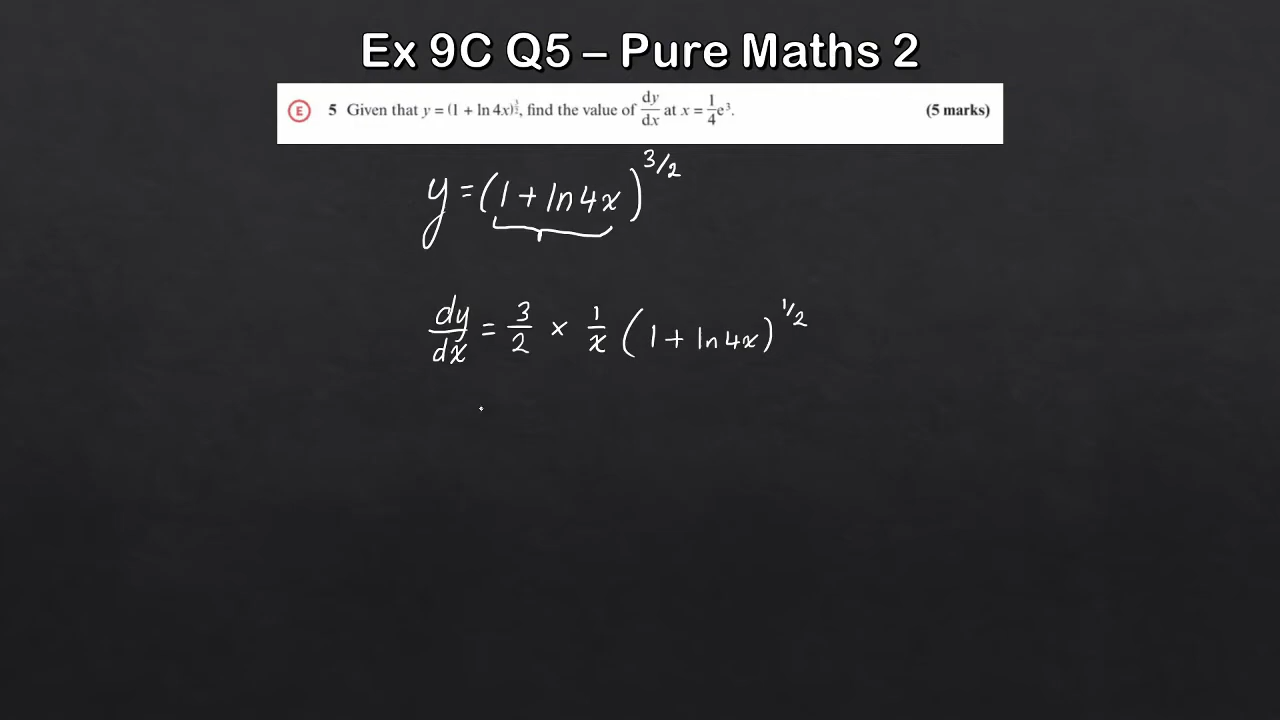 Ex 9C Q5 – Pure Maths 2
E 5 Given that y = (1 + ln 4x)^{3/2}, find the value of dy/dx at x = 1/4 e³. (5 marks)
y = (1 + ln 4x)^{3/2}
dy/dx = 3/2 × 1/x (1 + ln 4x)^{1/2}